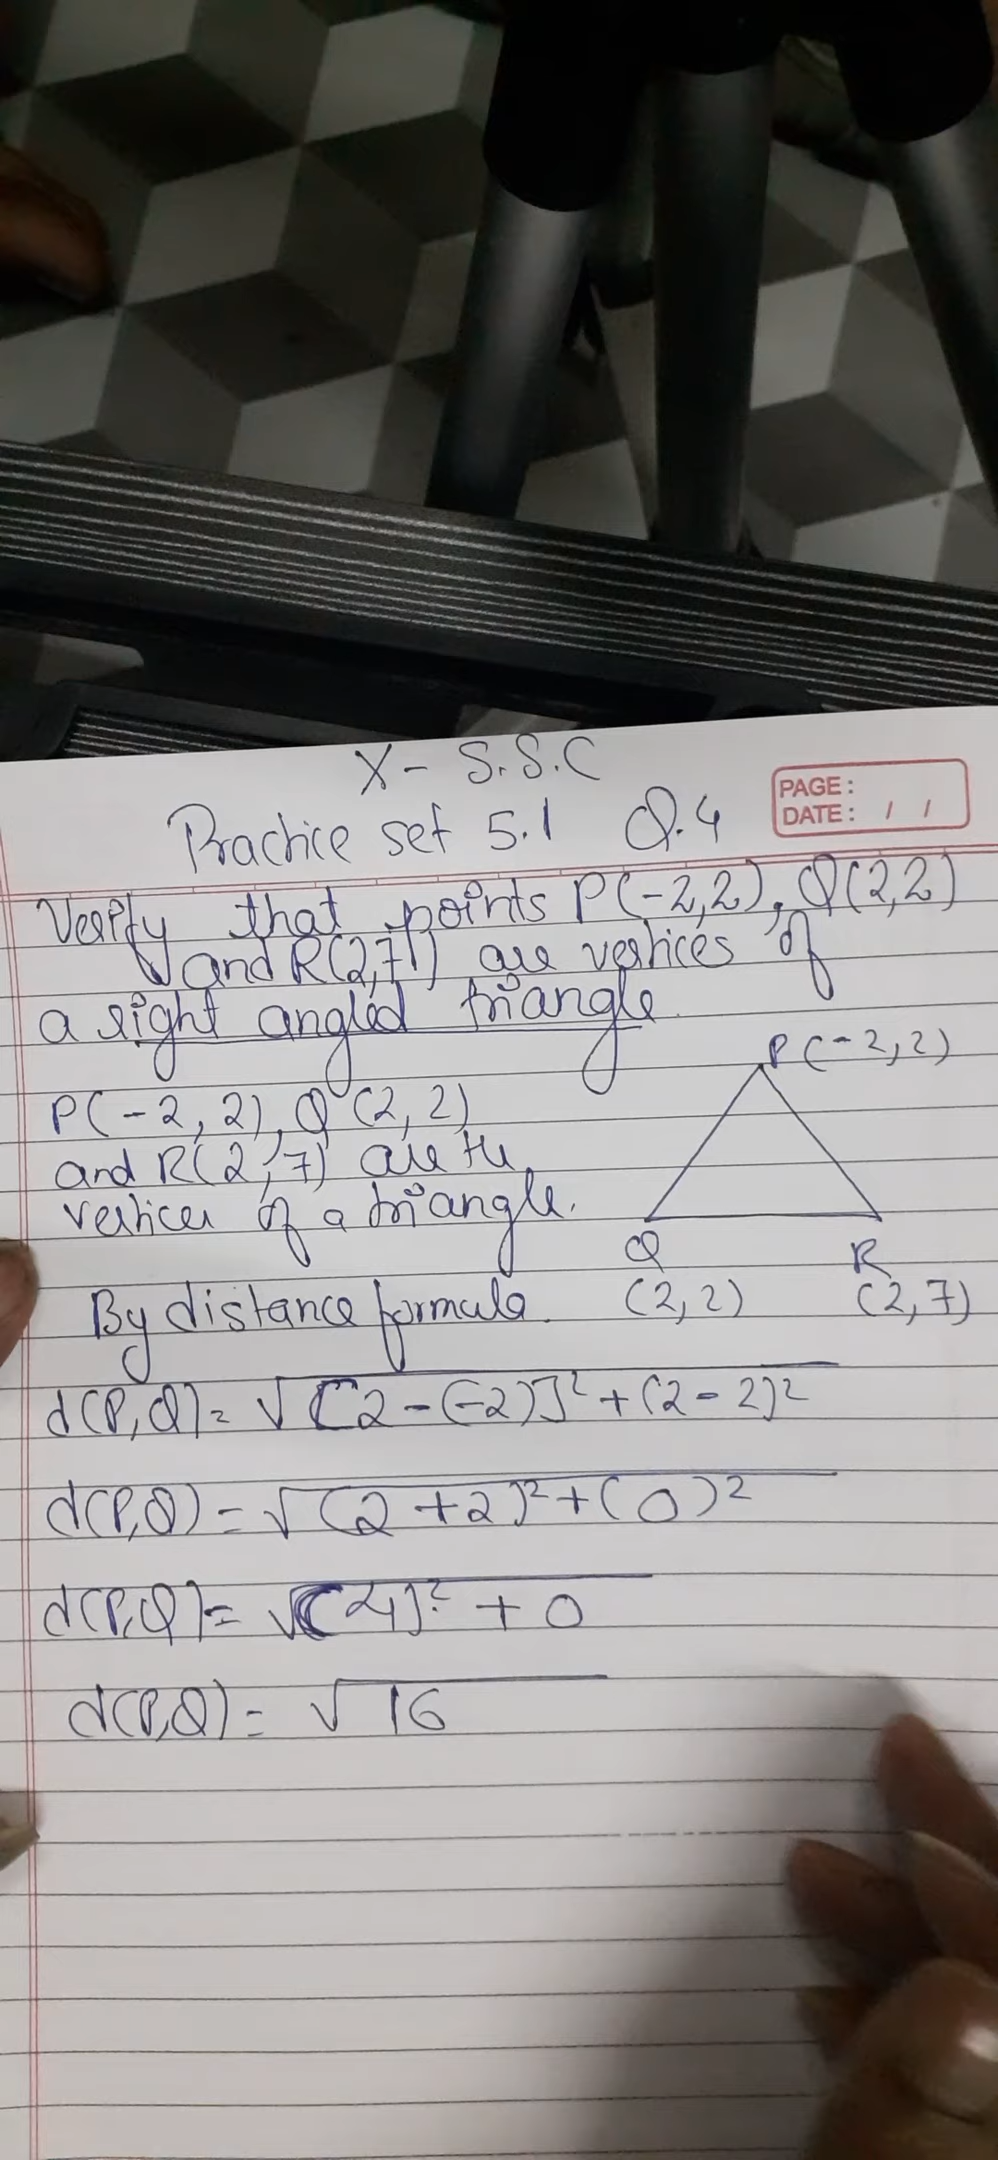 X- S.S.C
Practice set 5.1 Q.4
PAGE:
DATE: / /
Verify that points P(-2,2), Q(2,2)
and R(2,7) are vertices of
a right angled triangle.
P(-2,2)
P(-2, 2), Q (2, 2)
and R(2, 7) are the
vertices of a triangle.
Q R
(2,2) (2,7)
By distance formula.
d(P,Q)= √[2-(-2)]²+(2-2)²
d(P,Q)=√(2+2)²+(0)²
d(P,Q)= √(4)²+0
d(P,Q)= √16